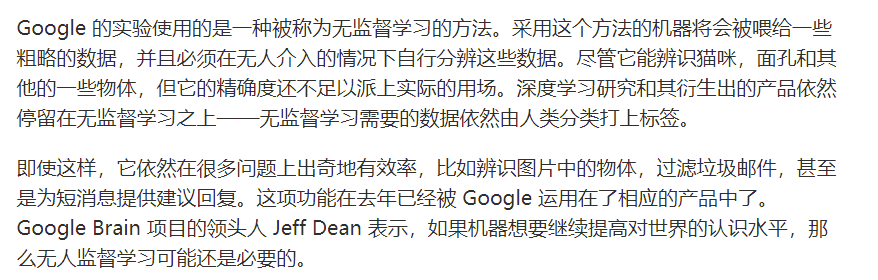 Google 的实验使用的是一种被称为无监督学习的方法。采用这个方法的机器将会被喂给一些
粗略的数据，并且必须在无人介入的情况下自行分辨这些数据。尽管它能辨识猫咪，面孔和其
他的一些物体，但它的精确度还不足以派上实际的用场。深度学习研究和其衍生出的产品依然
停留在无监督学习之上——无监督学习需要的数据依然由人类分类打上标签。
即使这样，它依然在很多问题上出奇地有效率，比如辨识图片中的物体，过滤垃圾邮件，甚至
是为短消息提供建议回复。这项功能在去年已经被 Google 运用在了相应的产品中了。
Google Brain 项目的领头人 Jeff Dean 表示，如果机器想要继续提高对世界的认识水平，那
么无人监督学习可能还是必要的。